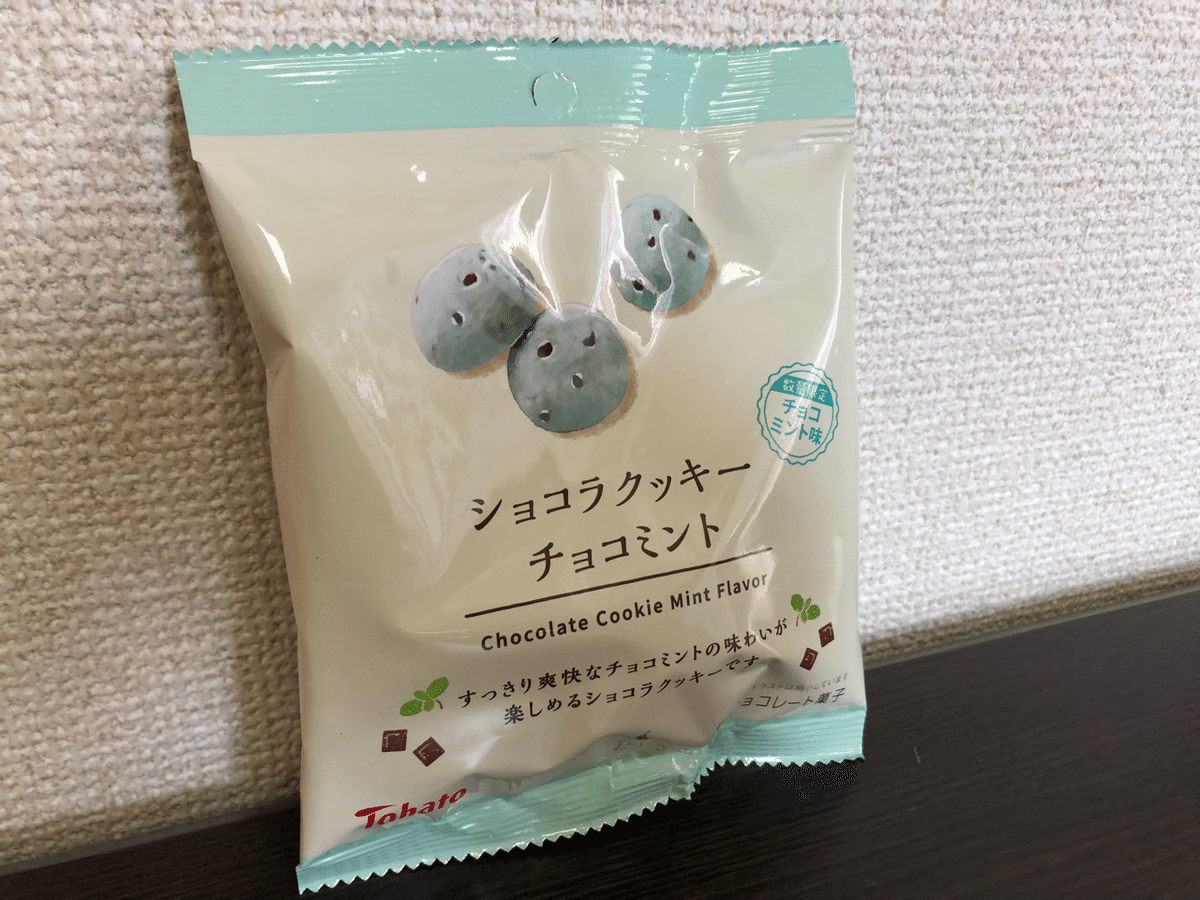 数量限定
チョコ
ミント味
ショコラクッキー
チョコミント
Chocolate Cookie Mint Flavor
すっきり爽快なチョコミントの味わいが
楽しめるショコラクッキーです
チョコレート菓子
Tohato